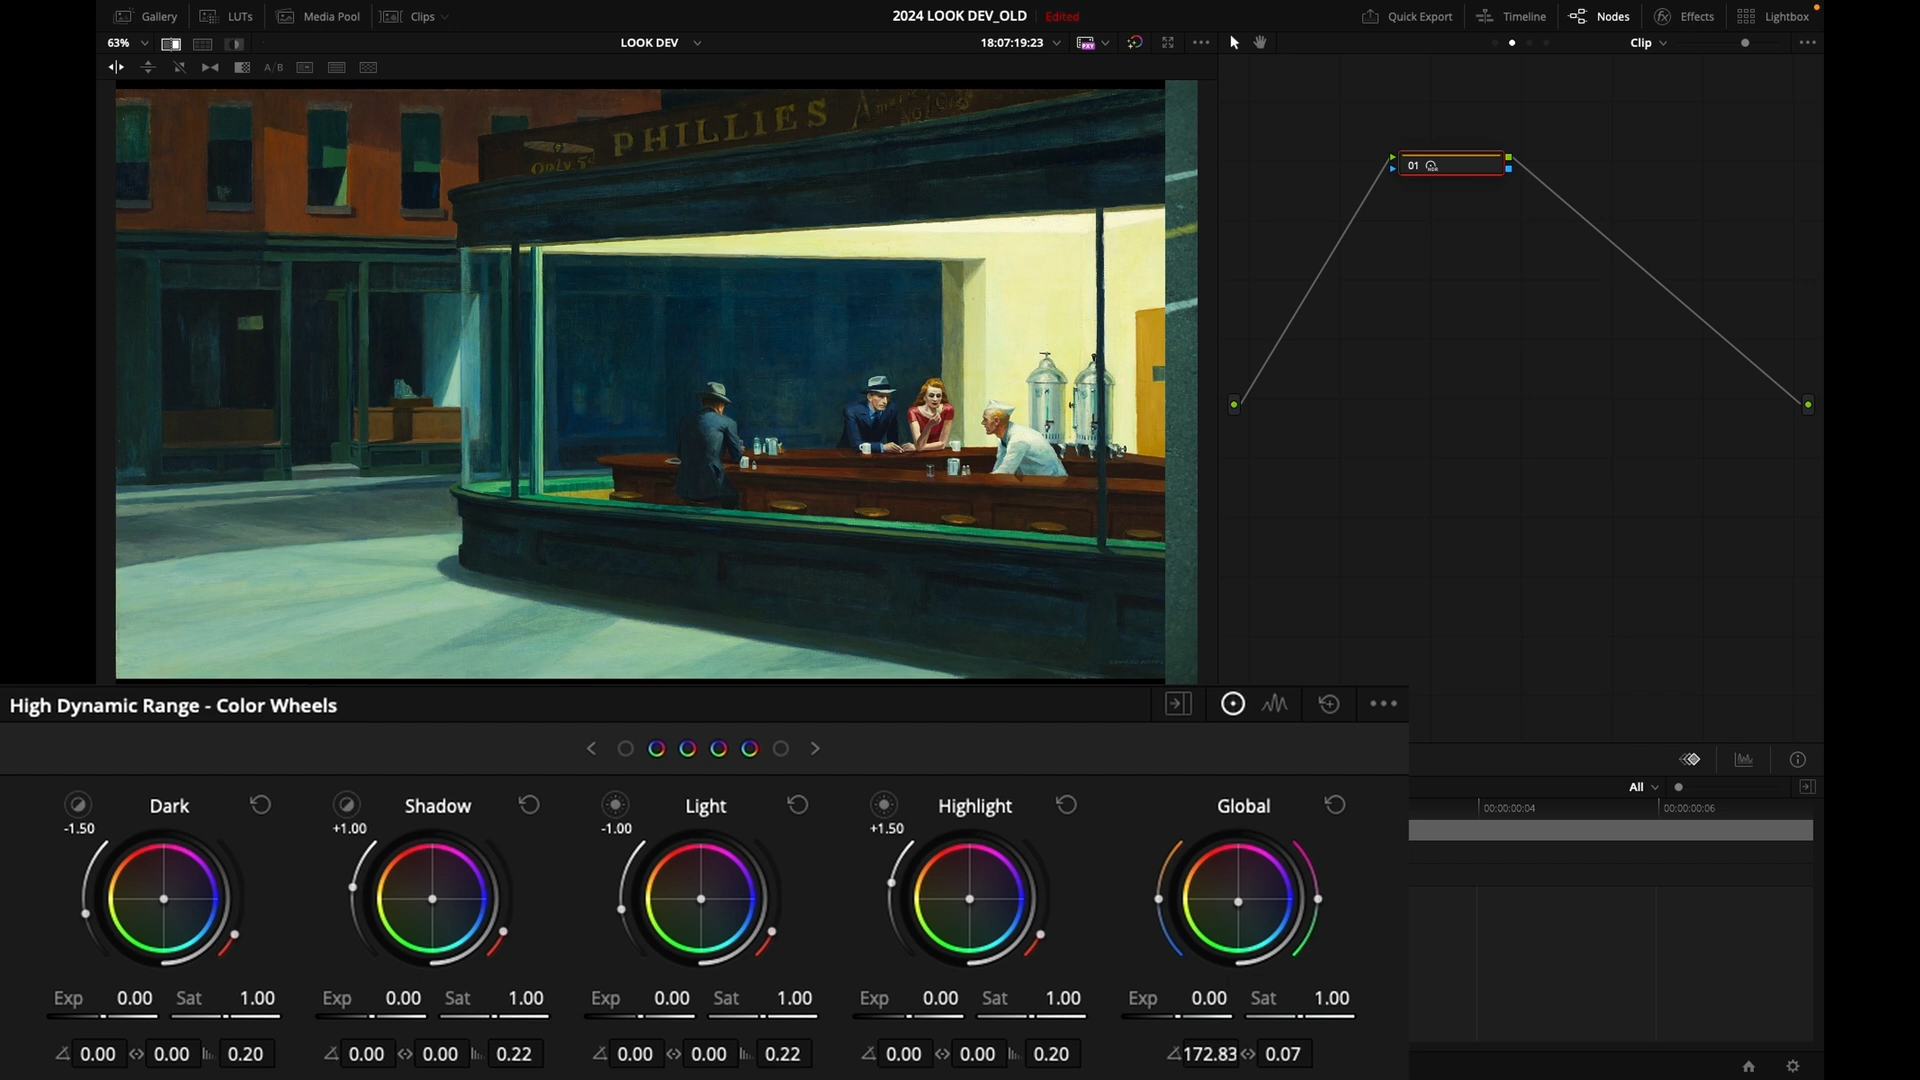 Gallery LUTs Media Pool Clips 2024 LOOK DEV_OLD Edited Quick Export Timeline Nodes Effects Lightbox
63% LOOK DEV 18:07:19:23 PXY Clip
A/B
PHILLIES
Only 5¢
01 HDR
High Dynamic Range - Color Wheels
All
00:00:00:04 00:00:00:06
Dark Shadow Light Highlight Global
-1.50 +1.00 -1.00 +1.50
Exp 0.00 Sat 1.00 Exp 0.00 Sat 1.00 Exp 0.00 Sat 1.00 Exp 0.00 Sat 1.00 Exp 0.00 Sat 1.00
0.00 0.00 0.20 0.00 0.00 0.22 0.00 0.00 0.22 0.00 0.00 0.20 172.83 0.07